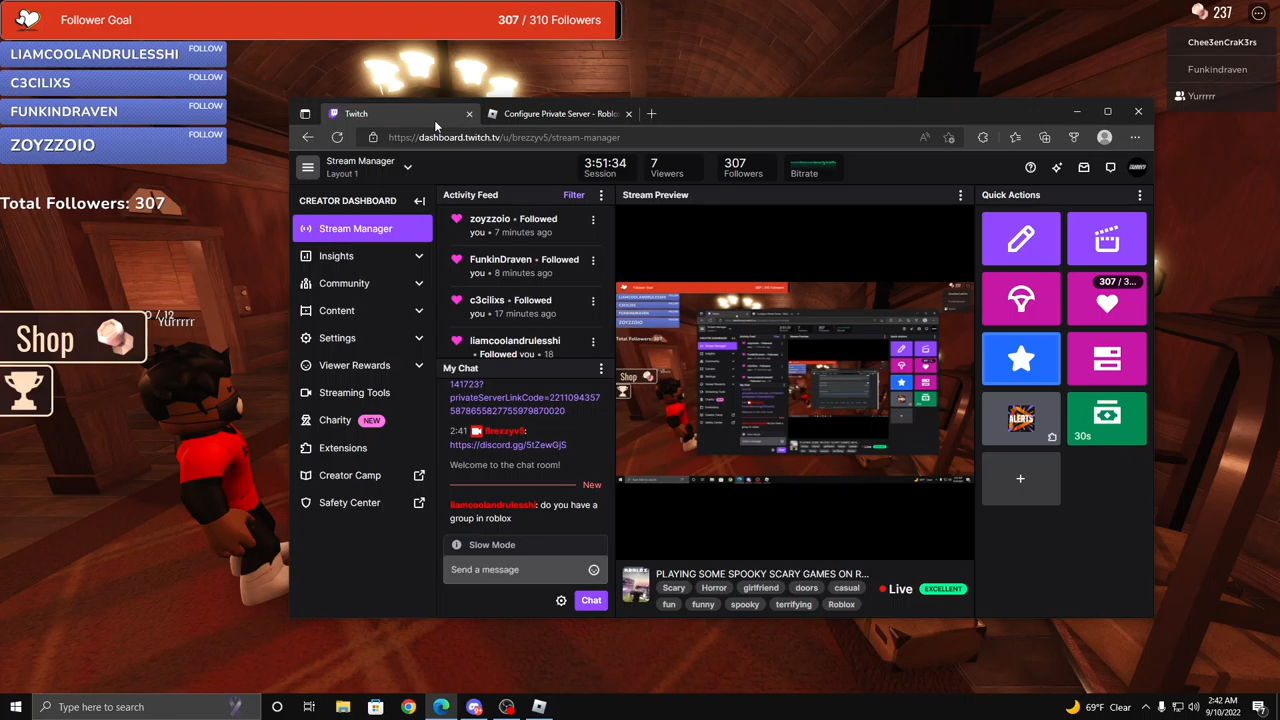 Follower Goal
307 / 310 Followers
237
LIAMCOOLANDRULESSHI FOLLOW
C3CILIXS FOLLOW
FUNKINDRAVEN FOLLOW
ZOYZZOIO FOLLOW
Total Followers: 307
Chee3enCraK3rs
Funkindraven
Yurrrrr
Twitch
Configure Private Server - Roblo
https://dashboard.twitch.tv/u/brezzyv5/stream-manager
Stream Manager
Layout 1
3:51:34
Session
7
Viewers
307
Followers
Bitrate
CREATOR DASHBOARD
Stream Manager
Insights
Community
Content
Settings
Viewer Rewards
Streaming Tools
Charity NEW
Extensions
Creator Camp
Safety Center
Activity Feed
Filter
zoyzzoio • Followed
you • 7 minutes ago
FunkinDraven • Followed
you • 8 minutes ago
c3cilixs • Followed
you • 17 minutes ago
liamcoolandrulesshi
• Followed you • 18
My Chat
141723?
privateServerLinkCode=2211094357
5878655827735979870020
2:41 Brezzyv5:
https://discord.gg/5tZewGjS
Welcome to the chat room!
New
liamcoolandrulesshi: do you have a
group in roblox
Slow Mode
Send a message
Chat
Stream Preview
PLAYING SOME SPOOKY SCARY GAMES ON R...
Scary Horror girlfriend doors casual
fun funny spooky terrifying Roblox
Live
EXCELLENT
Quick Actions
307 / 3...
ALERTS
30s
Yurrrrr
Shop
Type here to search
69°F Clear
2:42 AM
9/10/2022